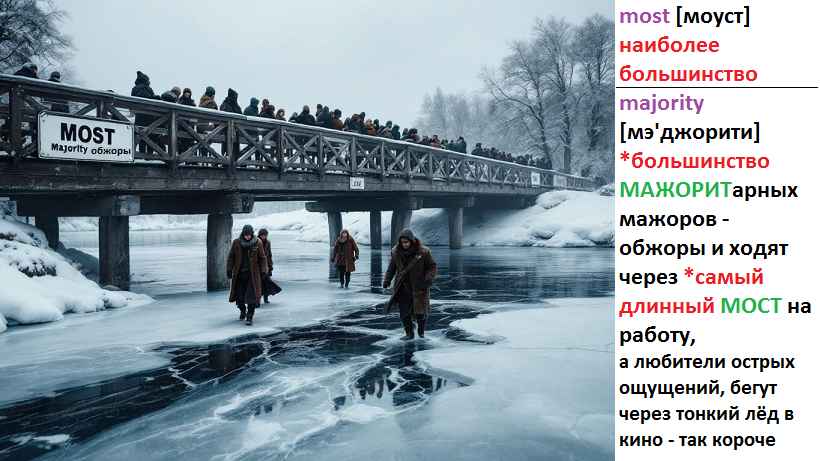 MOST
Majority обжоры
most [моуст]
наиболее
большинство
majority
[мэ'джорити]
*большинство
МАЖОРИТарных
мажоров -
обжоры и ходят
через *самый
длинный МОСТ на
работу,
а любители острых
ощущений, бегут
через тонкий лёд в
кино - так короче